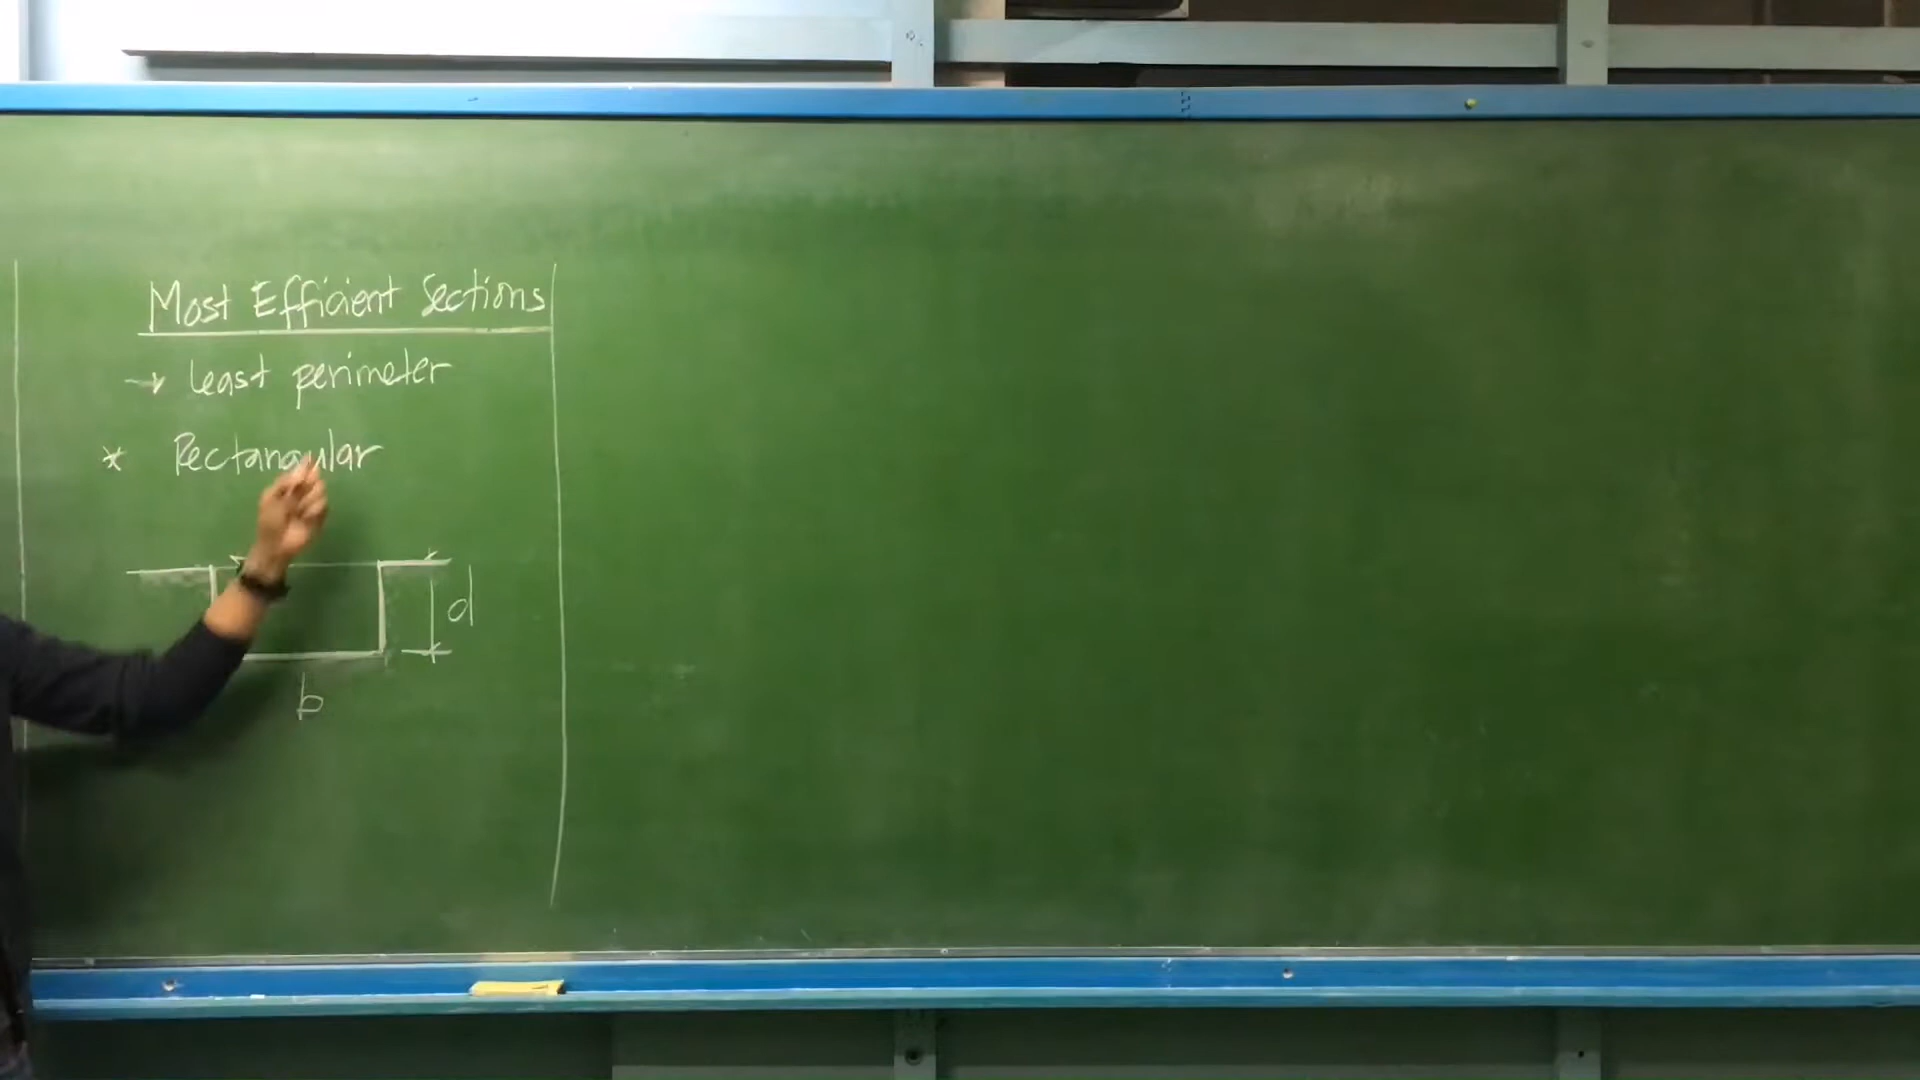 Most Efficient Sections
→ least perimeter
* Rectangular
d
b